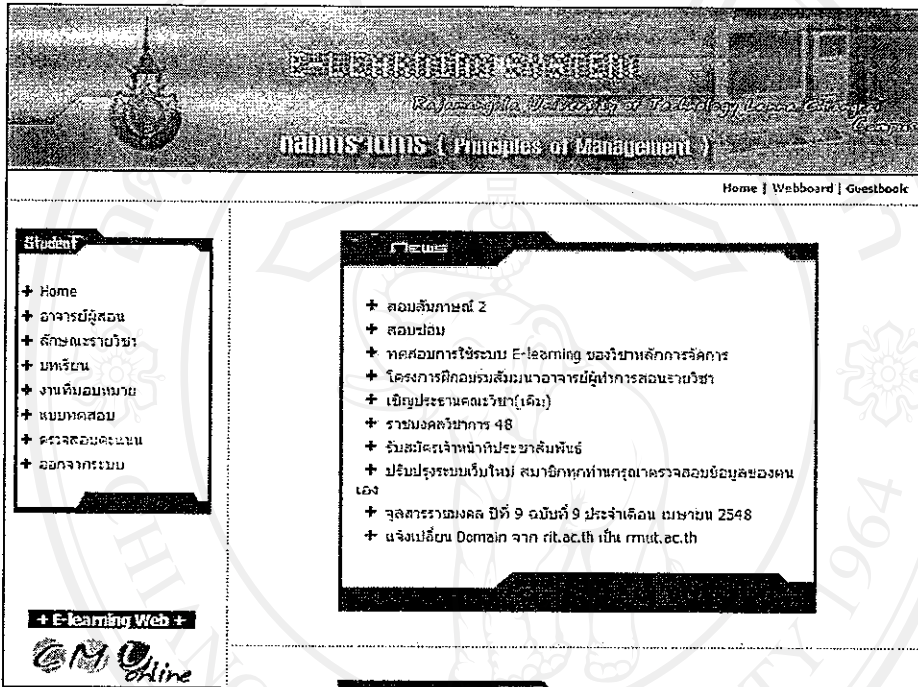 E-LEARNING SYSTEM
Rajamangala University of Technology Lanna Chiangrai
Campus
หลักการจัดการ ( Principles of Management )
Home | Webboard | Guestbook
Student
+ Home
+ อาจารย์ผู้สอน
+ ลักษณะรายวิชา
+ บทเรียน
+ งานที่มอบหมาย
+ แบบทดสอบ
+ ตรวจสอบคะแนน
+ ออกจากระบบ
News
+ สอบสัมภาษณ์ 2
+ สอบซ่อม
+ ทดสอบการใช้ระบบ E-learning ของวิชาหลักการจัดการ
+ โครงการฝึกอบรมสัมมนาอาจารย์ผู้ทำการสอนรายวิชา
+ เชิญประธานคณะวิชา(เดิม)
+ ราชมงคลวิชาการ 48
+ รับสมัครเจ้าหน้าที่ประชาสัมพันธ์
+ ปรับปรุงระบบเว็บใหม่ สมาชิกทุกท่านกรุณาตรวจสอบข้อมูลของตน
เอง
+ จุลสารราชมงคล ปีที่ 9 ฉบับที่ 9 ประจำเดือน เมษายน 2548
+ แจ้งเปลี่ยน Domain จาก rit.ac.th เป็น rmut.ac.th
+ E-learning Web +
CMU online